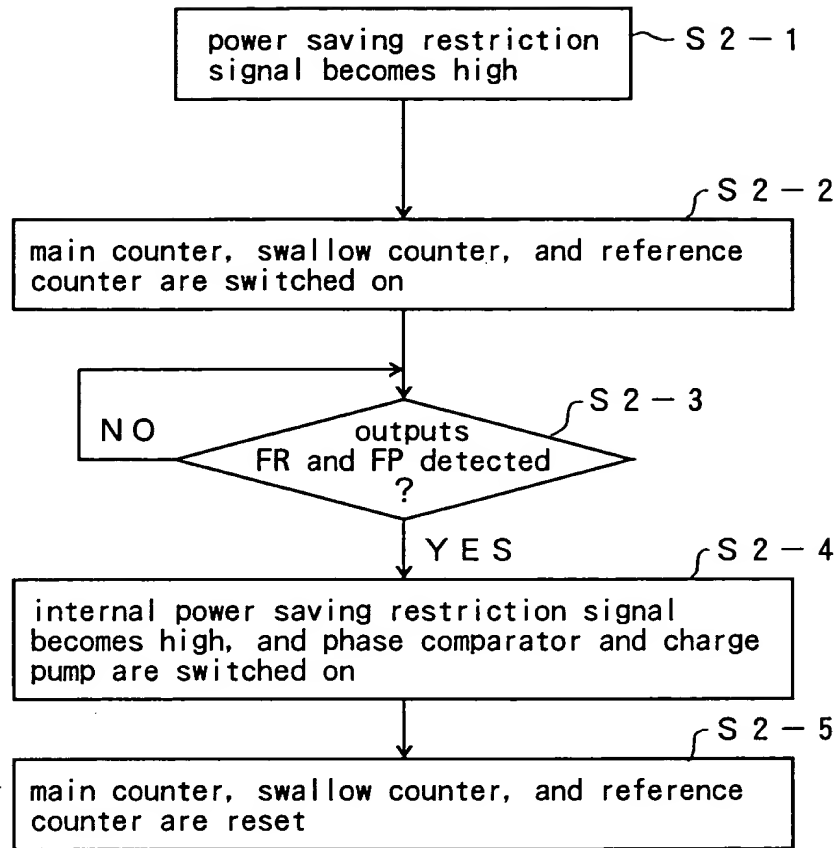 power saving restriction
signal becomes high
S 2 - 1
S 2 - 2
main counter, swallow counter, and reference
counter are switched on
S 2 - 3
NO
outputs
FR and FP detected
?
YES
S 2 - 4
internal power saving restriction signal
becomes high, and phase comparator and charge
pump are switched on
S 2 - 5
main counter, swallow counter, and reference
counter are reset